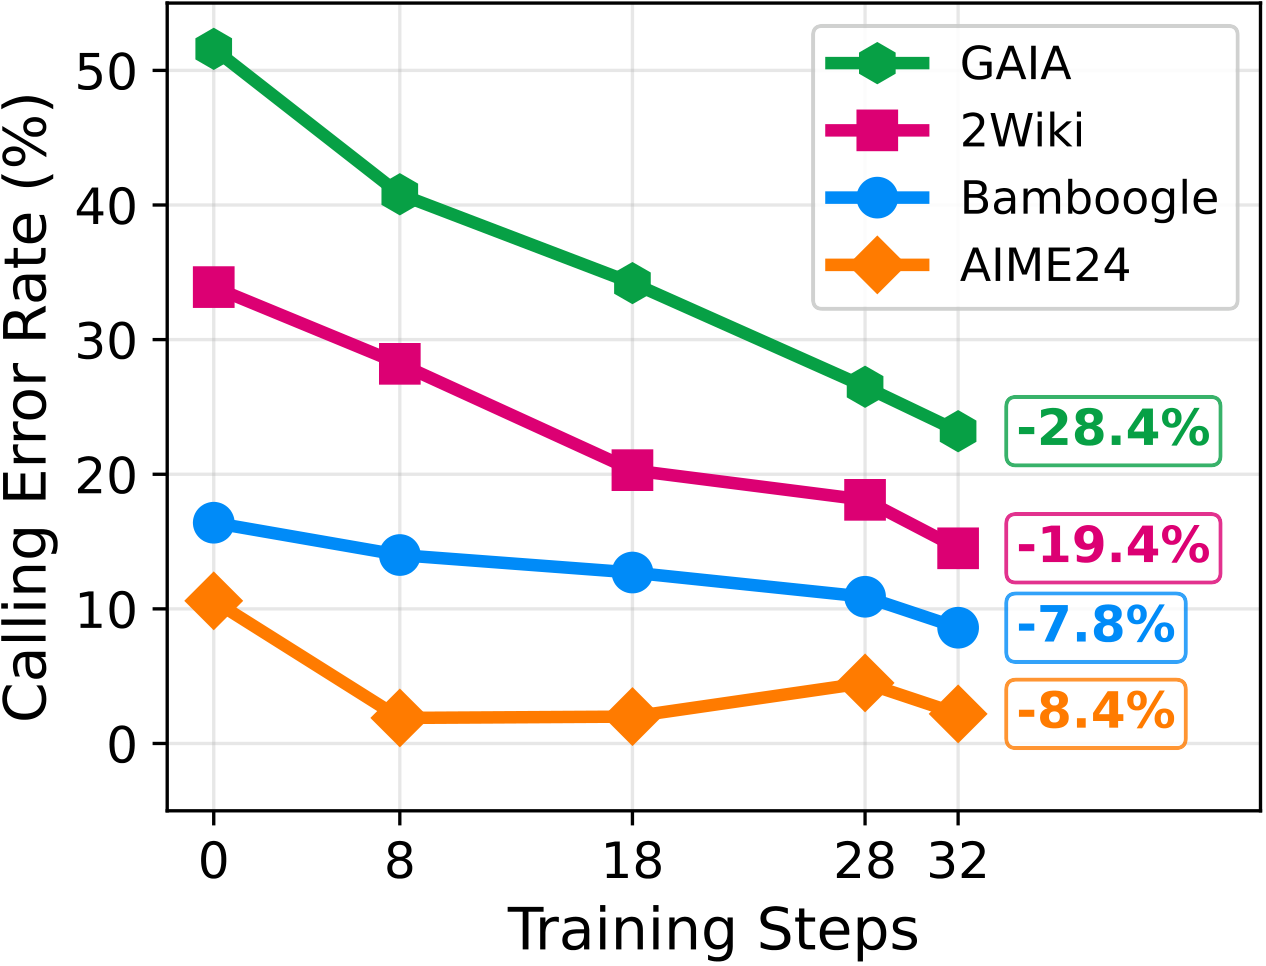 Calling Error Rate (%)
50
40
30
20
10
0
GAIA
2Wiki
Bamboogle
AIME24
-28.4%
-19.4%
-7.8%
-8.4%
0 8 18 28 32
Training Steps